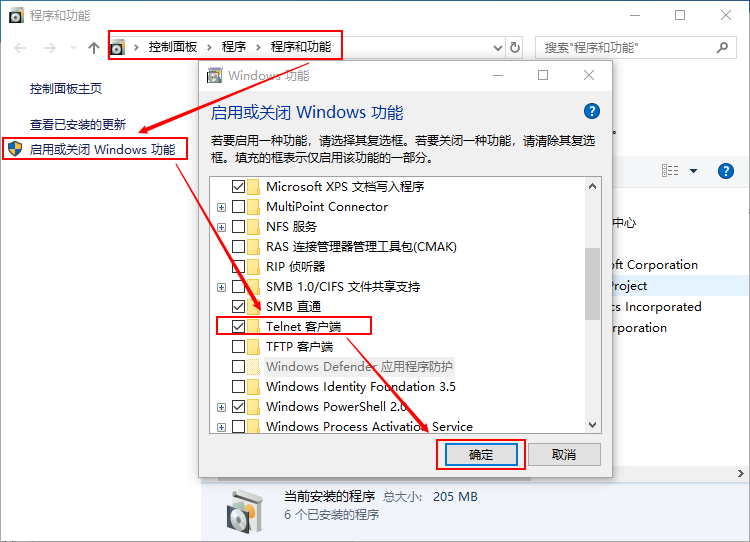 程序和功能
控制面板 程序 程序和功能
搜索"程序和功能"
控制面板主页
查看已安装的更新
启用或关闭 Windows 功能
Windows 功能
启用或关闭 Windows 功能
若要启用一种功能，请选择其复选框。若要关闭一种功能，请清除其复选
框。填充的框表示仅启用该功能的一部分。
Microsoft XPS 文档写入程序
MultiPoint Connector
NFS 服务
RAS 连接管理器管理工具包(CMAK)
RIP 侦听器
SMB 1.0/CIFS 文件共享支持
SMB 直通
Telnet 客户端
TFTP 客户端
Windows Defender 应用程序防护
Windows Identity Foundation 3.5
Windows PowerShell 2.0
Windows Process Activation Service
确定 取消
。
中心
oft Corporation
Project
cs Incorporated
rporation
当前安装的程序 总大小: 205 MB
6 个已安装的程序